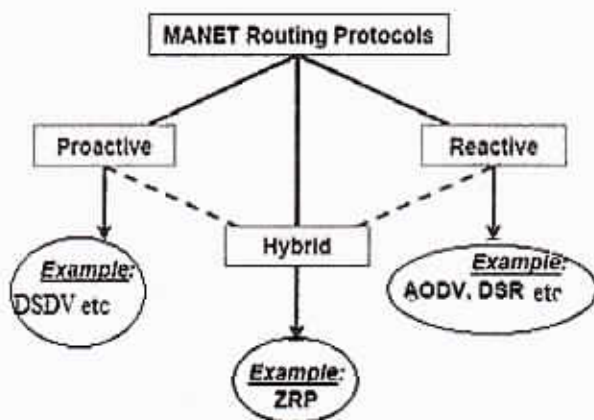 MANET Routing Protocols
Proactive
Reactive
Hybrid
Example:
DSDV etc
Example:
AODV, DSR etc
Example:
ZRP